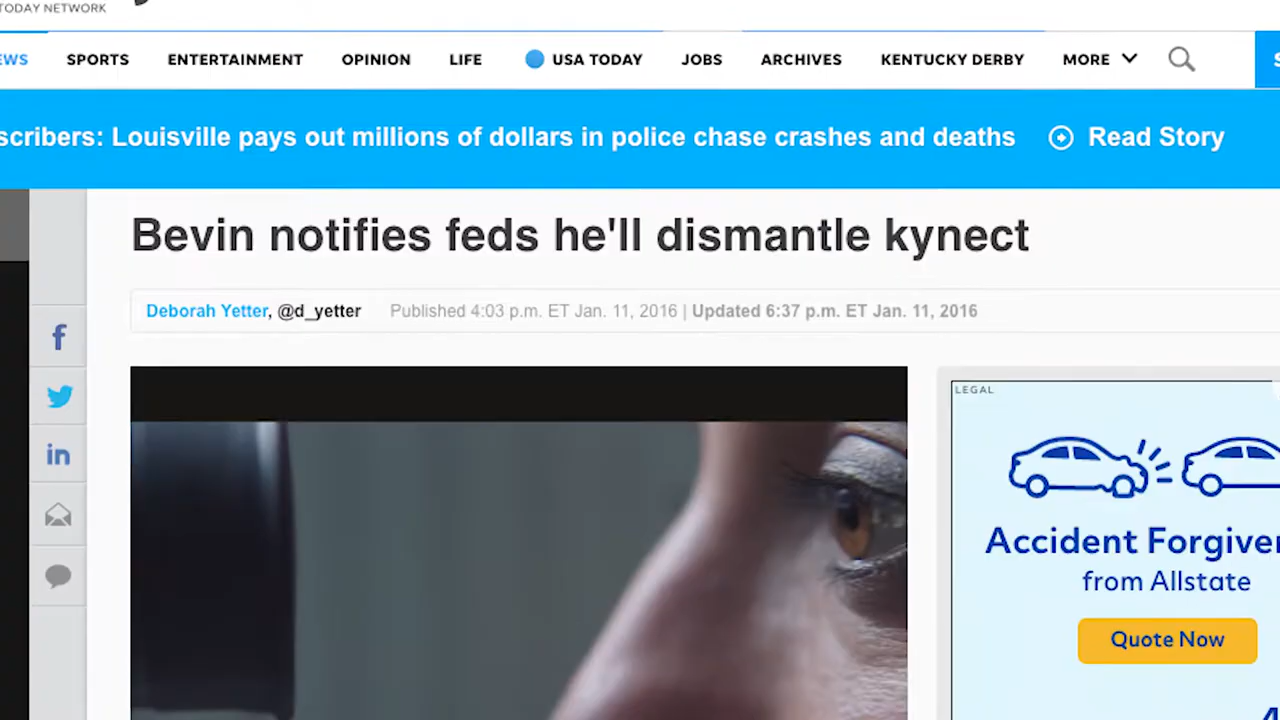 TODAY NETWORK
EWS SPORTS ENTERTAINMENT OPINION LIFE USA TODAY JOBS ARCHIVES KENTUCKY DERBY MORE
scribers: Louisville pays out millions of dollars in police chase crashes and deaths Read Story
Bevin notifies feds he'll dismantle kynect
Deborah Yetter, @d_yetter Published 4:03 p.m. ET Jan. 11, 2016 | Updated 6:37 p.m. ET Jan. 11, 2016
f
in
LEGAL
Accident Forgive
from Allstate
Quote Now